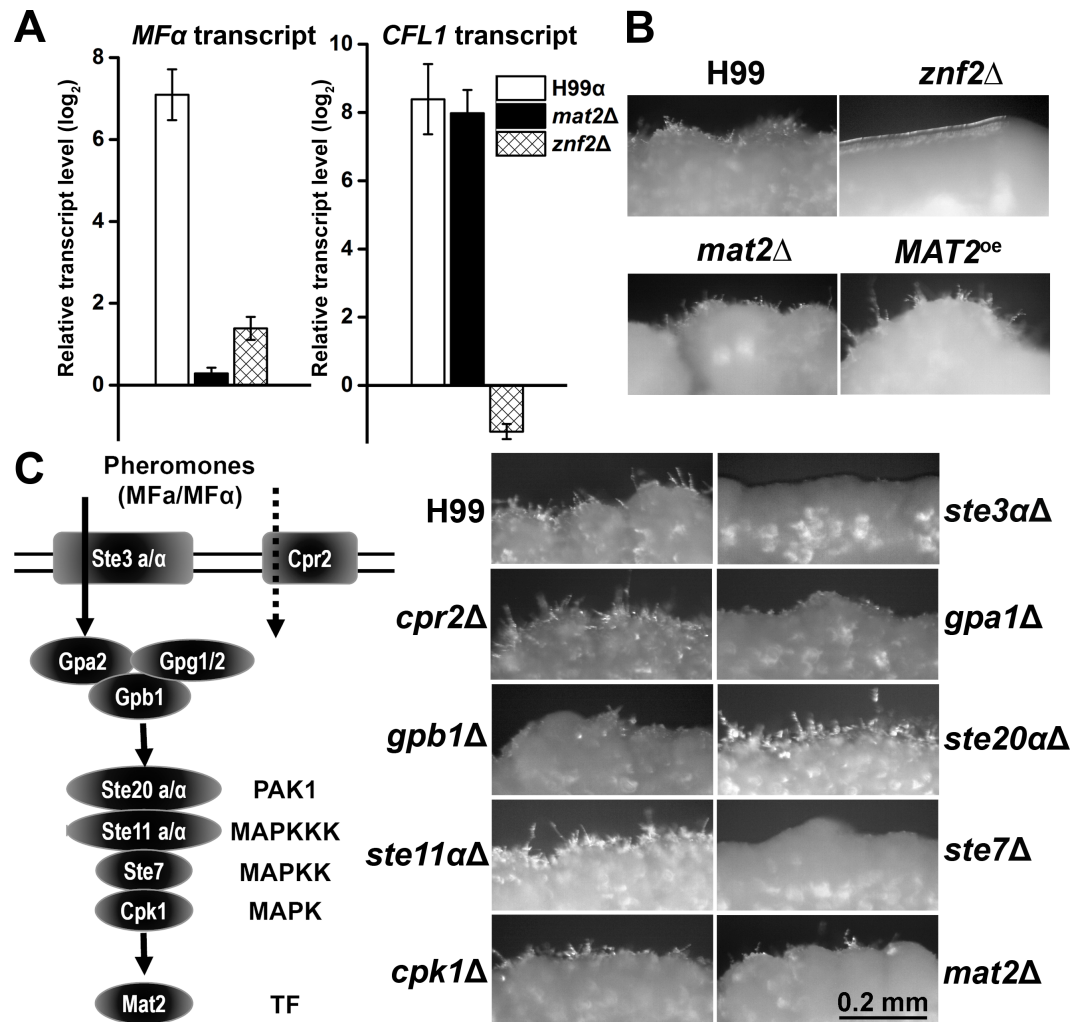 A
MFα transcript
Relative transcript level (log2)
8
6
4
2
0
CFL1 transcript
Relative transcript level (log2)
10
8
6
4
2
0
H99α
mat2Δ
znf2Δ
B
H99
znf2Δ
mat2Δ
MAT2oe
C
Pheromones
(MFa/MFα)
Ste3 a/α
Cpr2
Gpa2
Gpg1/2
Gpb1
Ste20 a/α
PAK1
Ste11 a/α
MAPKKK
Ste7
MAPKK
Cpk1
MAPK
Mat2
TF
H99
ste3αΔ
cpr2Δ
gpa1Δ
gpb1Δ
ste20αΔ
ste11αΔ
ste7Δ
cpk1Δ
mat2Δ
0.2 mm